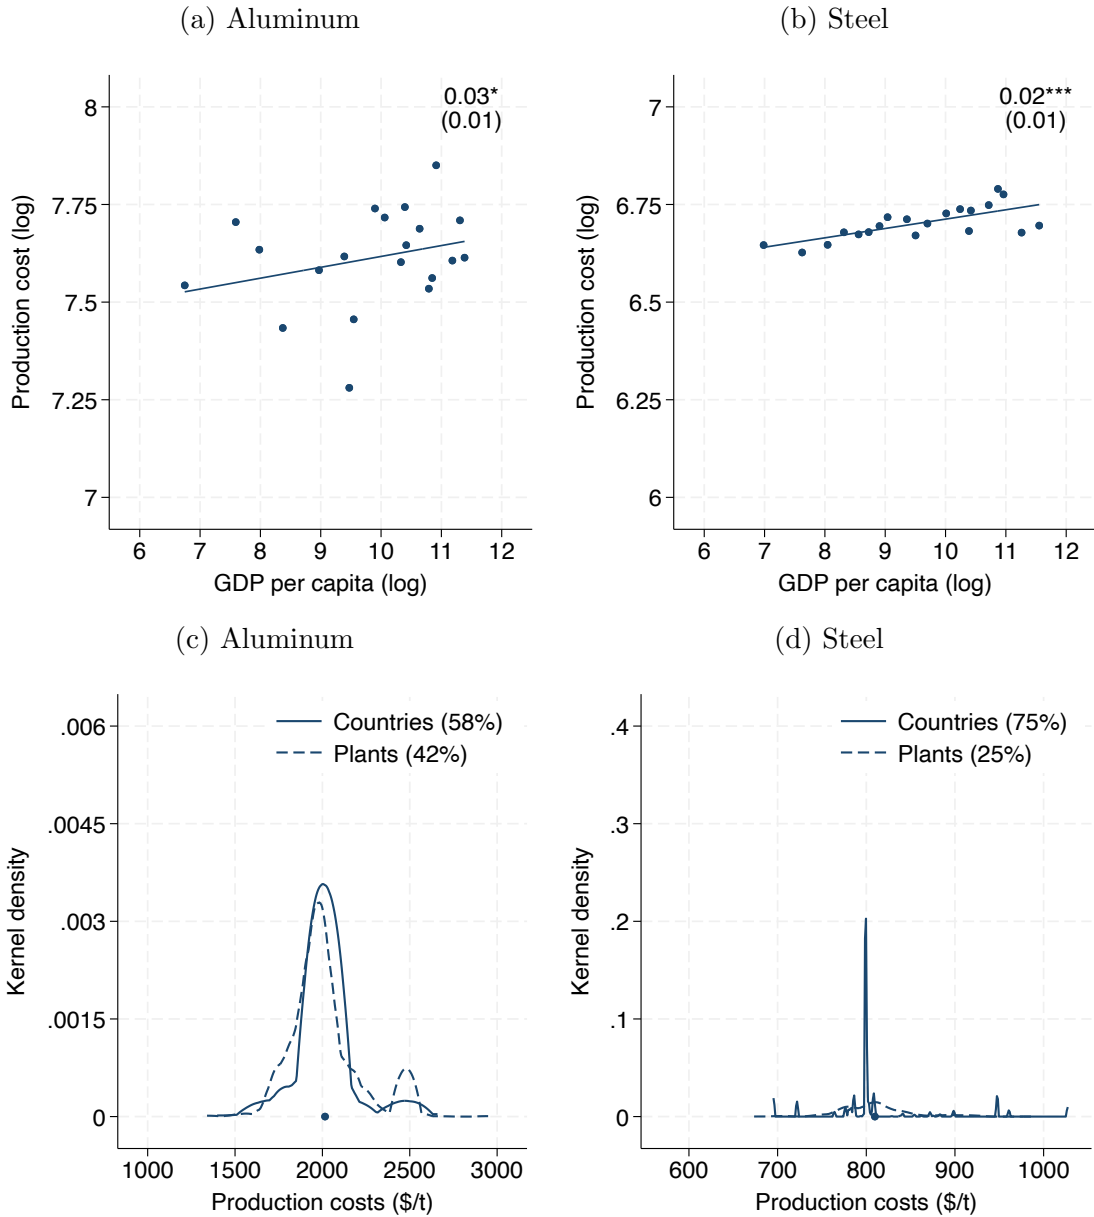 (a) Aluminum
0.03*
(0.01)
Production cost (log)
8
7.75
7.5
7.25
7
6 7 8 9 10 11 12
GDP per capita (log)
(b) Steel
0.02***
(0.01)
Production cost (log)
7
6.75
6.5
6.25
6
6 7 8 9 10 11 12
GDP per capita (log)
(c) Aluminum
Countries (58%)
Plants (42%)
Kernel density
.006
.0045
.003
.0015
0
1000 1500 2000 2500 3000
Production costs ($/t)
(d) Steel
Countries (75%)
Plants (25%)
Kernel density
.4
.3
.2
.1
0
600 700 800 900 1000
Production costs ($/t)